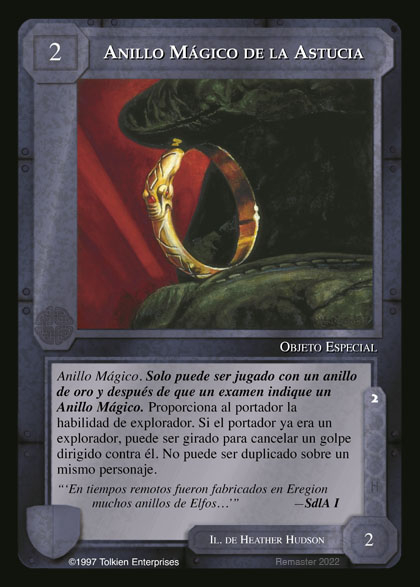 2
Anillo Mágico de la Astucia
Objeto Especial
Anillo Mágico. Solo puede ser jugado con un anillo
de oro y después de que un examen indique un
Anillo Mágico. Proporciona al portador la
habilidad de explorador. Si el portador ya era un
explorador, puede ser girado para cancelar un golpe
dirigido contra él. No puede ser duplicado sobre un
mismo personaje.
2
“‘En tiempos remotos fueron fabricados en Eregion
muchos anillos de Elfos…’” —SdlA I
Il. de Heather Hudson
2
©1997 Tolkien Enterprises
Remaster 2022